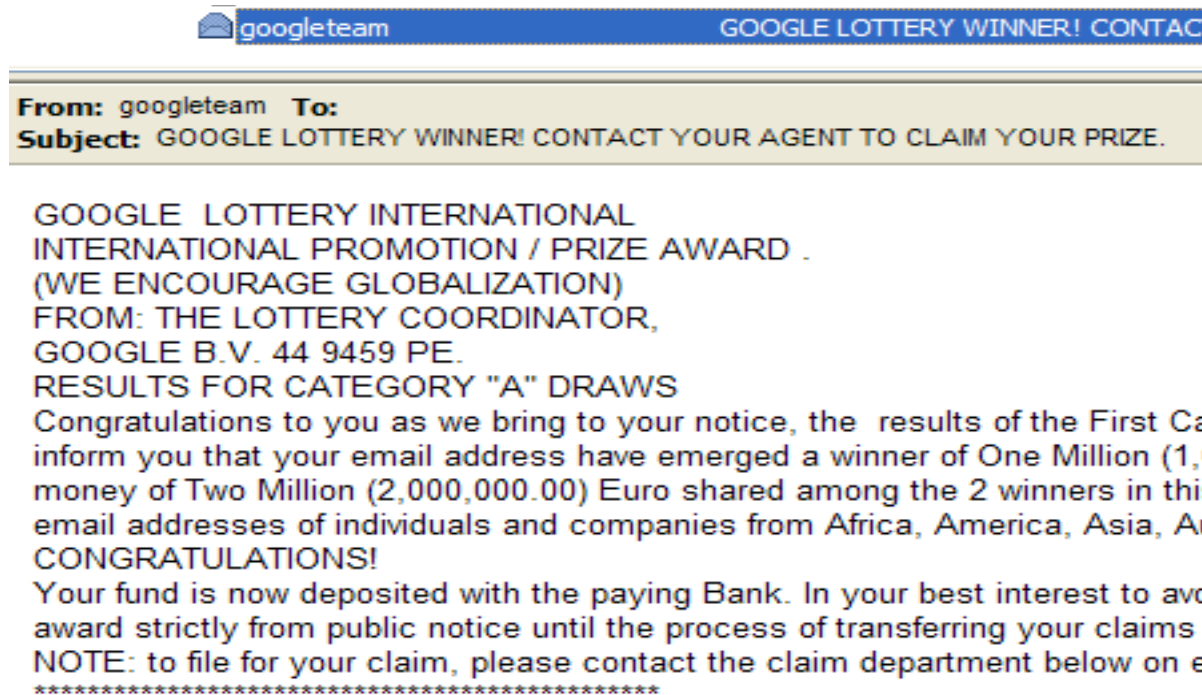 googleteam GOOGLE LOTTERY WINNER! CONTAC
From: googleteam To:
Subject: GOOGLE LOTTERY WINNER! CONTACT YOUR AGENT TO CLAIM YOUR PRIZE.
GOOGLE LOTTERY INTERNATIONAL
INTERNATIONAL PROMOTION / PRIZE AWARD .
(WE ENCOURAGE GLOBALIZATION)
FROM: THE LOTTERY COORDINATOR,
GOOGLE B.V. 44 9459 PE.
RESULTS FOR CATEGORY "A" DRAWS
Congratulations to you as we bring to your notice, the results of the First Ca
inform you that your email address have emerged a winner of One Million (1,
money of Two Million (2,000,000.00) Euro shared among the 2 winners in thi
email addresses of individuals and companies from Africa, America, Asia, A
CONGRATULATIONS!
Your fund is now deposited with the paying Bank. In your best interest to avo
award strictly from public notice until the process of transferring your claims
NOTE: to file for your claim, please contact the claim department below on e
***********************************************